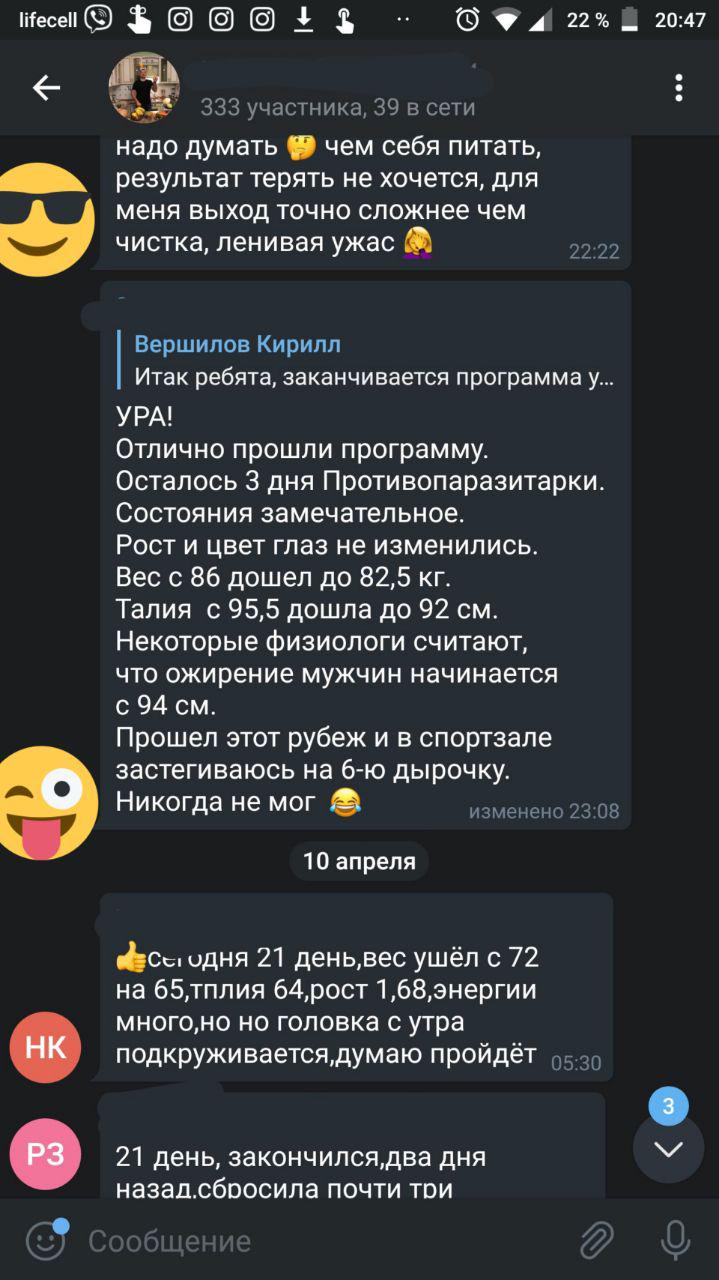 lifecell 22 % 20:47
333 участника, 39 в сети
надо думать 🤔 чем себя питать,
результат терять не хочется, для
меня выход точно сложнее чем
чистка, ленивая ужас 🤦‍♀️ 22:22
Вершилов Кирилл
Итак ребята, заканчивается программа у...
УРА!
Отлично прошли программу.
Осталось 3 дня Противопаразитарки.
Состояния замечательное.
Рост и цвет глаз не изменились.
Вес с 86 дошел до 82,5 кг.
Талия с 95,5 дошла до 92 см.
Некоторые физиологи считают,
что ожирение мужчин начинается
с 94 см.
Прошел этот рубеж и в спортзале
застегиваюсь на 6-ю дырочку.
Никогда не мог 😂 изменено 23:08
10 апреля
👍сегодня 21 день,вес ушёл с 72
на 65,тплия 64,рост 1,68,энергии
много,но но головка с утра
подкруживается,думаю пройдёт 05:30
НК
3
РЗ
21 день, закончился,два дня
назад,сбросила почти три
Сообщение